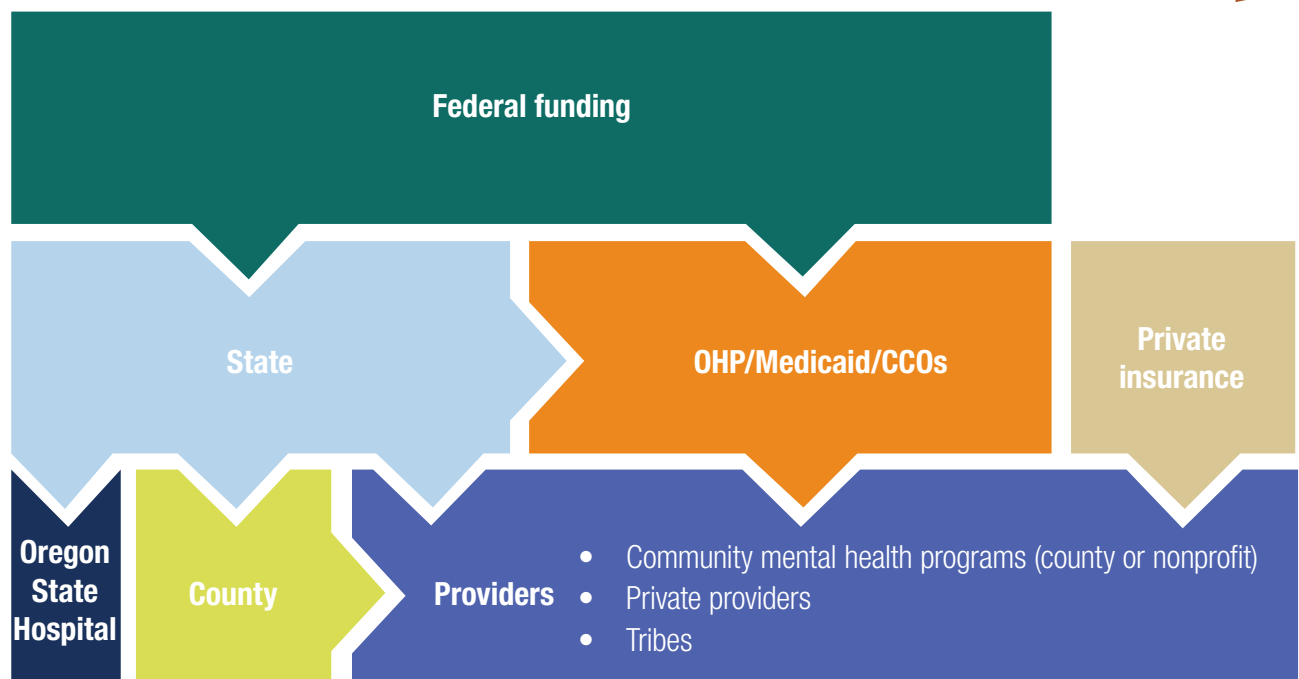 Federal funding
State
OHP/Medicaid/CCOs
Private
insurance
Oregon
State
Hospital
County
Providers
• Community mental health programs (county or nonprofit)
• Private providers
• Tribes